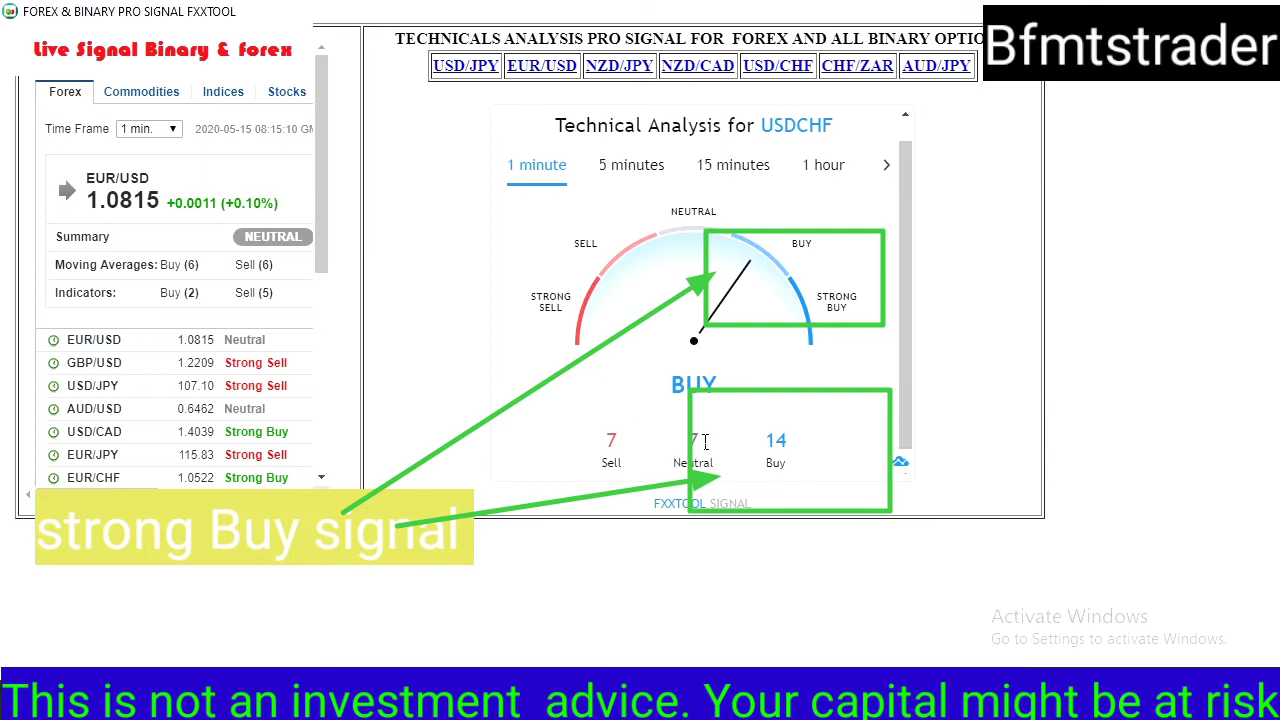 FOREX & BINARY PRO SIGNAL FXXTOOL
Bfmtstrader
Live Signal Binary & forex
TECHNICALS ANALYSIS PRO SIGNAL FOR FOREX AND ALL BINARY OPTIO
USD/JPY EUR/USD NZD/JPY NZD/CAD USD/CHF CHF/ZAR AUD/JPY
Forex Commodities Indices Stocks
Time Frame 1 min. 2020-05-15 08:15:10 GM
EUR/USD
1.0815 +0.0011 (+0.10%)
Summary NEUTRAL
Moving Averages: Buy (6) Sell (6)
Indicators: Buy (2) Sell (5)
EUR/USD 1.0815 Neutral
GBP/USD 1.2209 Strong Sell
USD/JPY 107.10 Strong Sell
AUD/USD 0.6462 Neutral
USD/CAD 1.4039 Strong Buy
EUR/JPY 115.83 Strong Sell
EUR/CHF 1.0522 Strong Buy
Technical Analysis for USDCHF
1 minute 5 minutes 15 minutes 1 hour
NEUTRAL
SELL BUY
STRONG SELL STRONG BUY
BUY
7 7 14
Sell Neutral Buy
FXXTOOL SIGNAL
strong Buy signal
Activate Windows
Go to Settings to activate Windows.
This is not an investment advice. Your capital might be at risk